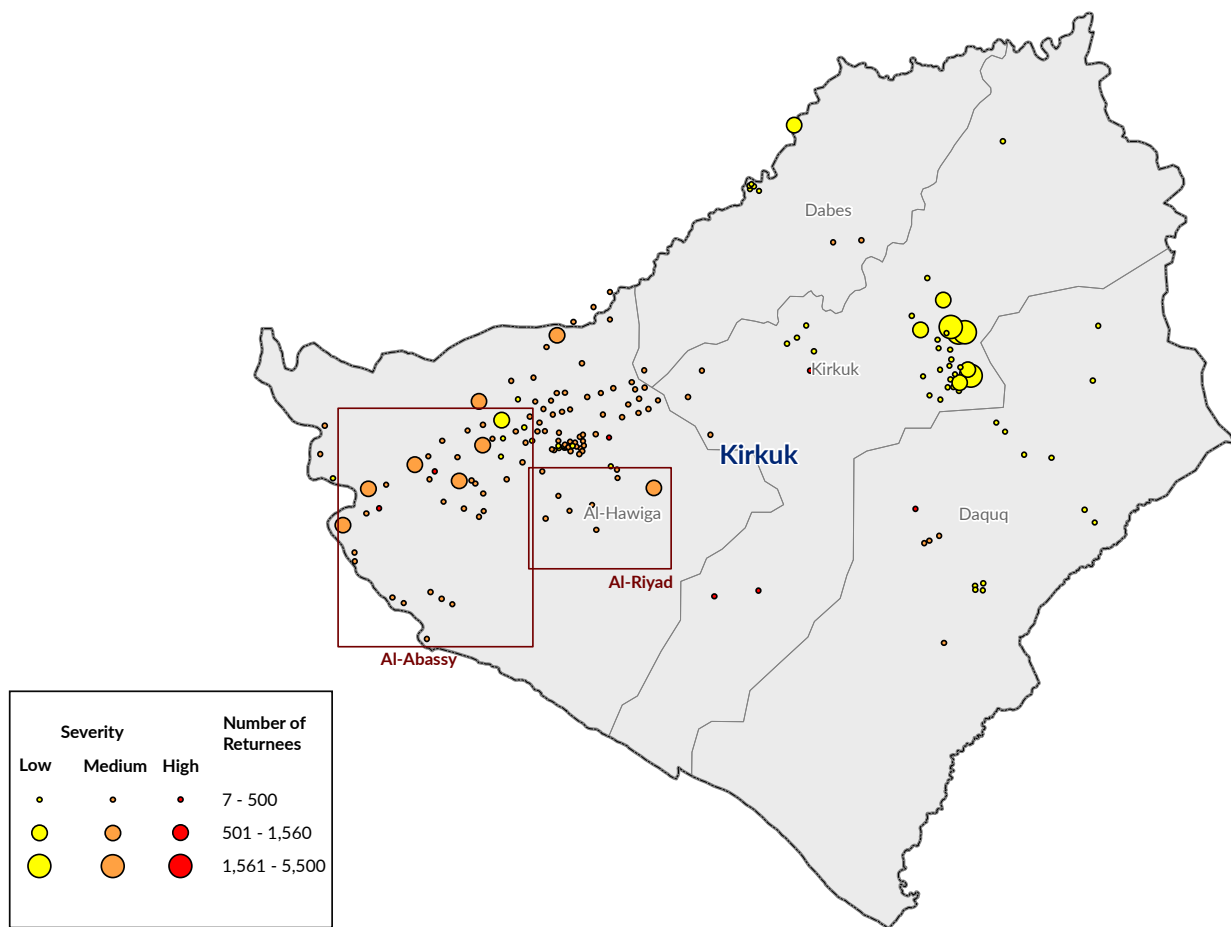 Dabes
Kirkuk
Kirkuk
Al-Hawiga
Daquq
Al-Riyad
Al-Abassy
Severity
Number of
Returnees
Low Medium High
7 - 500
501 - 1,560
1,561 - 5,500